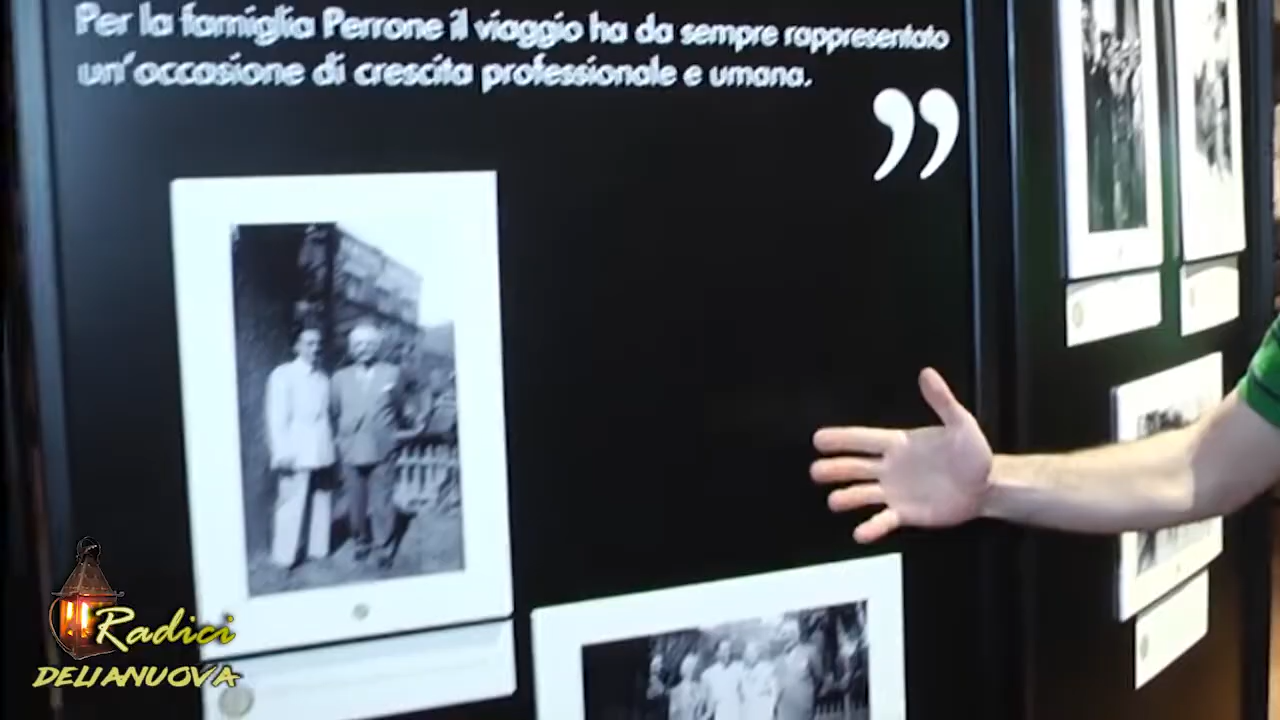 Per la famiglia Perrone il viaggio ha da sempre rappresentato
un'occasione di crescita professionale e umana.
”
Radici
DELIANUOVA